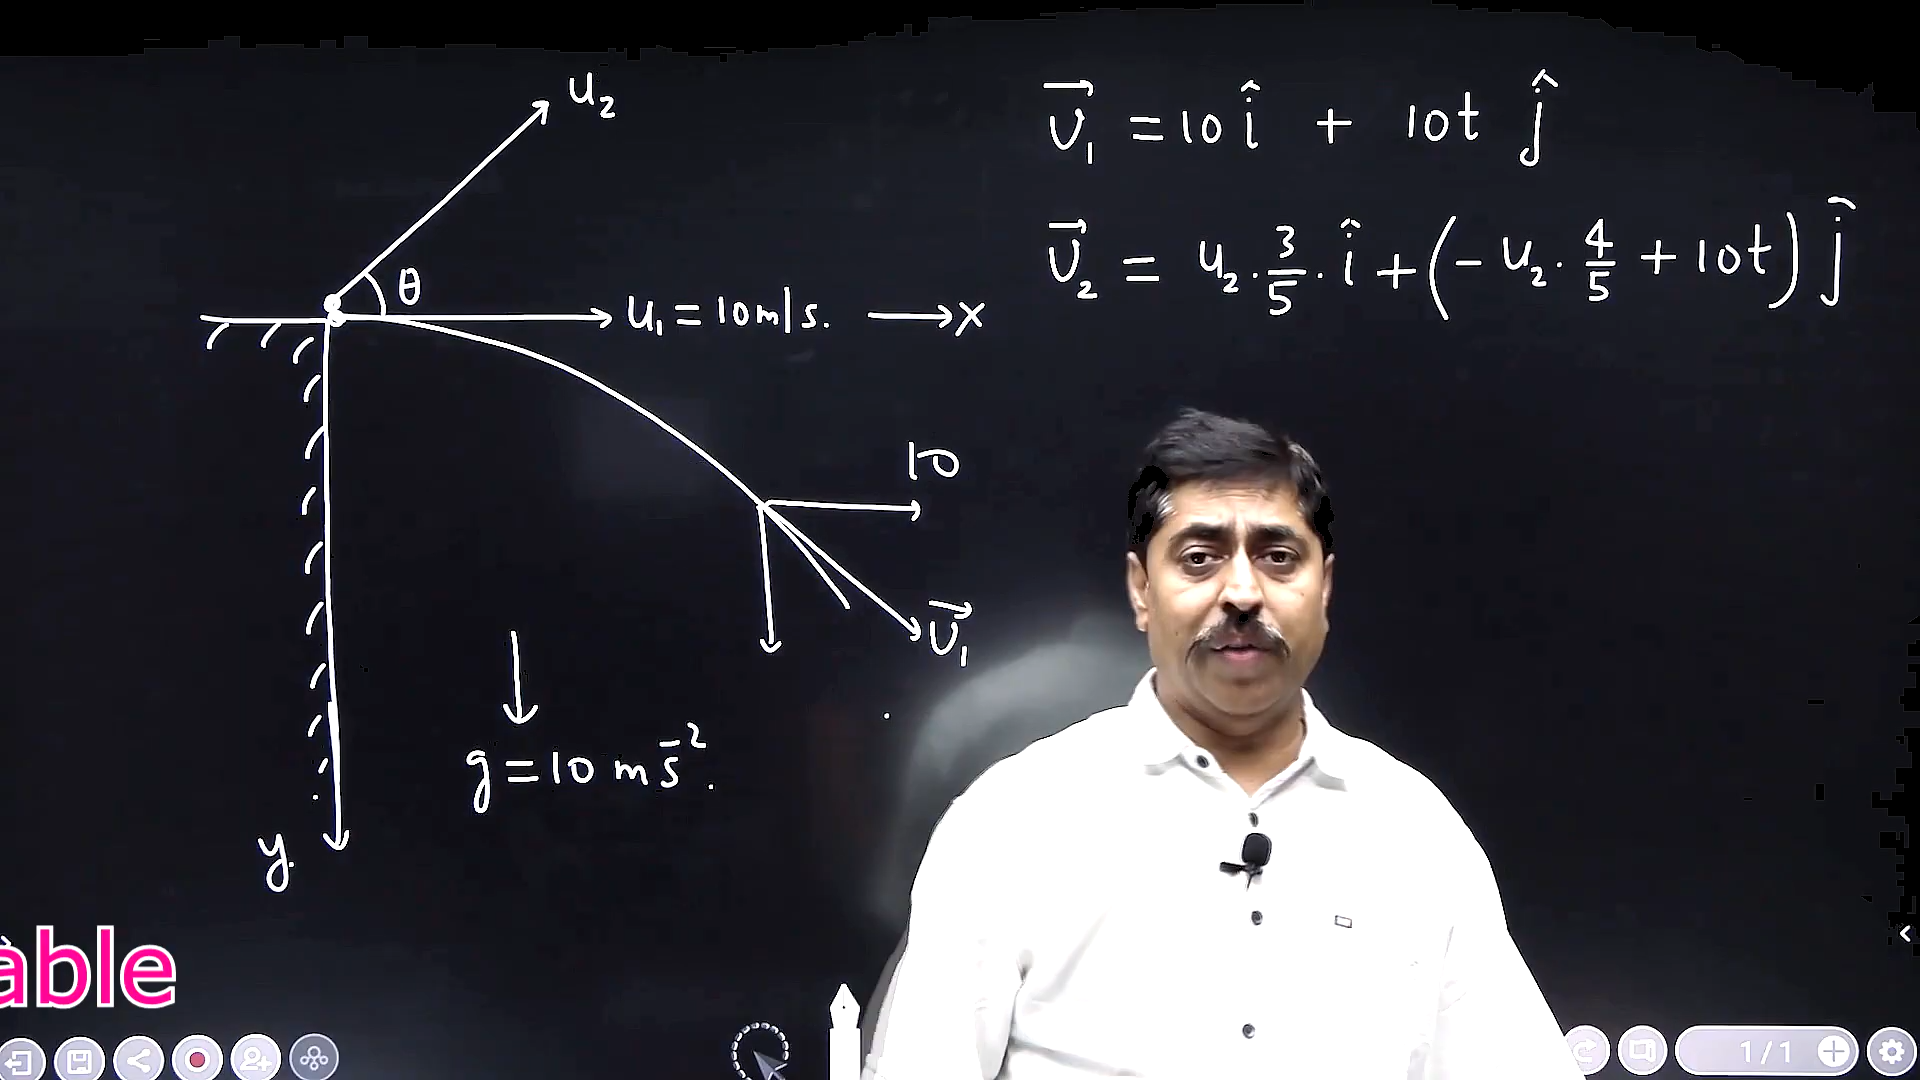 u₂
θ
u₁ = 10m/s. → x
10
v⃗₁
g = 10 m s⁻².
y
v⃗₁ = 10 î + 10t ĵ
v⃗₂ = u₂ · 3/5 · î + (- u₂ · 4/5 + 10t) ĵ
able
1/1